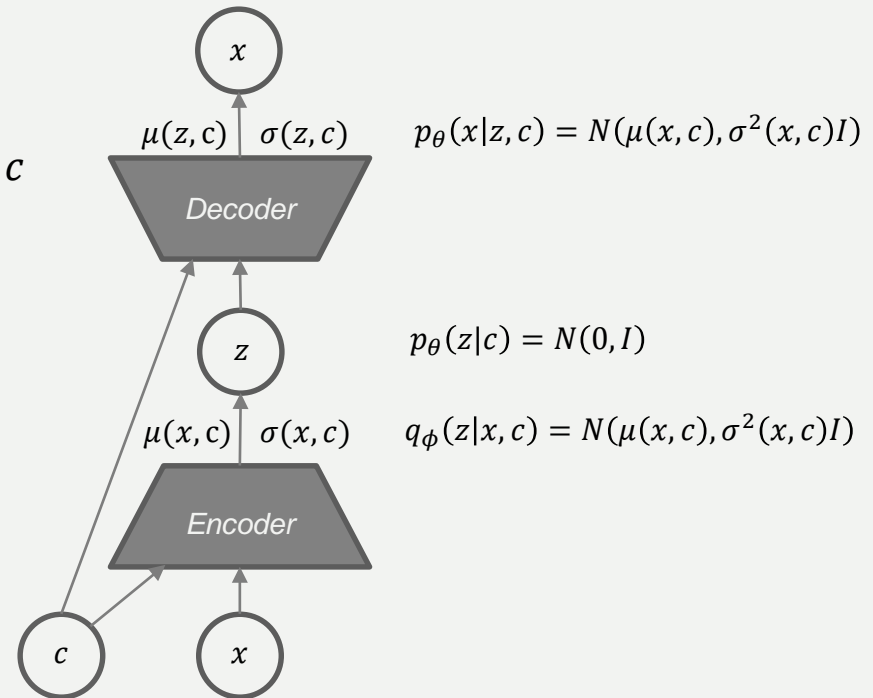 x
μ(z, c) σ(z, c) p_θ(x|z, c) = N(μ(x, c), σ²(x, c)I)
c
Decoder
z p_θ(z|c) = N(0, I)
μ(x, c) σ(x, c) q_ϕ(z|x, c) = N(μ(x, c), σ²(x, c)I)
Encoder
c x